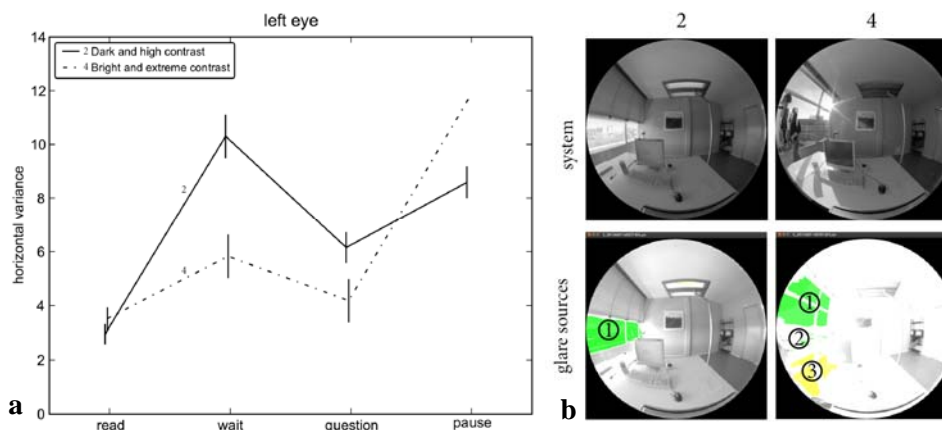 left eye
14
12
10
8
6
4
2
0
horizontal variance
2 Dark and high contrast
4 Bright and extreme contrast
2
4
read
wait
question
pause
a
2
4
system
glare sources
1
1
2
3
b